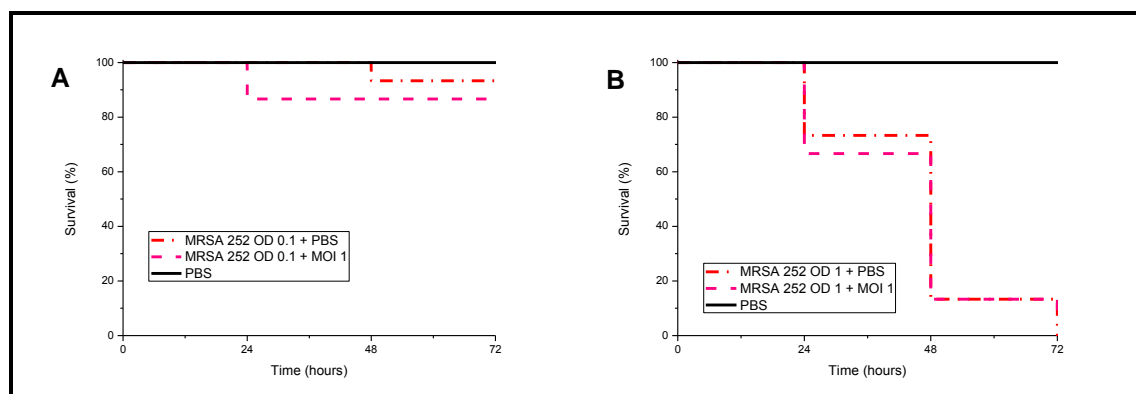 A
Survival (%)
100
80
60
40
20
0
MRSA 252 OD 0.1 + PBS
MRSA 252 OD 0.1 + MOI 1
PBS
0 24 48 72
Time (hours)
B
Survival (%)
100
80
60
40
20
0
MRSA 252 OD 1 + PBS
MRSA 252 OD 1 + MOI 1
PBS
0 24 48 72
Time (hours)